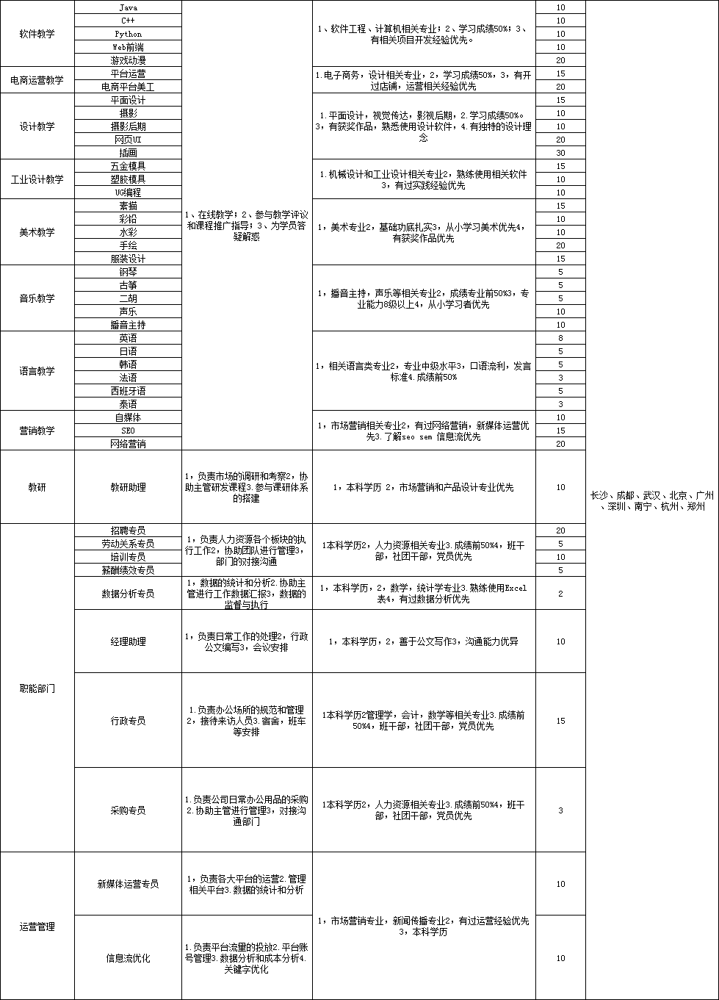 软件教学
Java
10
C++
10
Python
10
Web前端
10
游戏动漫
20
1、软件工程、计算机相关专业；2、学习成绩50%；3、
有相关项目开发经验优先。
电商运营教学
平台运营
15
电商平台美工
20
1.电子商务，设计相关专业，2，学习成绩50%，3，有开
过店铺，运营相关经验优先
设计教学
平面设计
15
摄影
10
摄影后期
10
网页UI
20
插画
30
1.平面设计，视觉传达，影视后期，2.学习成绩50%。
3，有获奖作品，熟悉使用设计软件，4.有独特的设计理
念
工业设计教学
五金模具
15
塑胶模具
10
UG编程
10
1.机械设计和工业设计相关专业2，熟练使用相关软件
3，有过实践经验优先
美术教学
素描
15
彩铅
10
水彩
10
手绘
20
服装设计
15
1、在线教学；2、参与教学评议
和课程推广指导；3、为学员答
疑解惑
1，美术专业2，基础功底扎实3，从小学习美术优先4，
有获奖作品优先
音乐教学
钢琴
5
古筝
5
二胡
5
声乐
10
播音主持
10
1，播音主持，声乐等相关专业2，成绩专业前50%3，专
业能力8级以上4，从小学习者优先
语言教学
英语
8
日语
5
韩语
5
法语
3
西班牙语
5
泰语
3
1，相关语言类专业2，专业中级水平3，口语流利，发言
标准4.成绩前50%
营销教学
自媒体
10
SEO
15
网络营销
20
1，市场营销相关专业2，有过网络营销，新媒体运营优
先3.了解seo sem 信息流优先
教研
教研助理
1，负责市场的调研和考察2，协
助主管研发课程3.参与课研体系
的搭建
1，本科学历 2，市场营销和产品设计专业优先
10
长沙、成都、武汉、北京、广州
、深圳、南宁、杭州、郑州
职能部门
招聘专员
20
劳动关系专员
5
培训专员
10
薪酬绩效专员
5
1，负责人力资源各个板块的执
行工作2，协助团队进行管理3，
部门的对接沟通
1本科学历2，人力资源相关专业3.成绩前50%4，班干
部，社团干部，党员优先
数据分析专员
1，数据的统计和分析2.协助主
管进行工作数据汇报3，数据的
监督与执行
1，本科学历，2，数学，统计学专业3.熟练使用Excel
表4，有过数据分析优先
2
经理助理
1，负责日常工作的处理2，行政
公文编写3，会议安排
1，本科学历，2，善于公文写作3，沟通能力优异
10
行政专员
1.负责办公场所的规范和管理
2，接待来访人员3.宿舍，班车
等安排
1本科学历2管理学，会计，数学等相关专业3.成绩前
50%4，班干部，社团干部，党员优先
15
采购专员
1.负责公司日常办公用品的采购
2.协助主管进行管理3，对接沟
通部门
1本科学历2，人力资源相关专业3.成绩前50%4，班干
部，社团干部，党员优先
3
运营管理
新媒体运营专员
1，负责各大平台的运营2.管理
相关平台3.数据的统计和分析
10
1，市场营销专业，新闻传播专业2，有过运营经验优先
3，本科学历
信息流优化
1.负责平台流量的投放2.平台账
号管理3.数据分析和成本分析4.
关键字优化
10